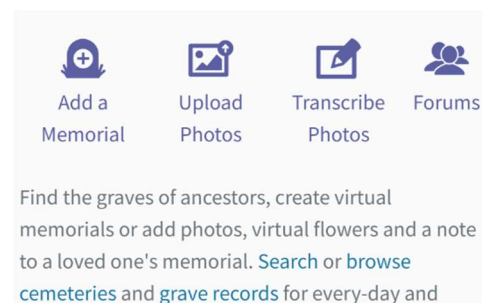 Add a Upload Transcribe Forums
Memorial Photos Photos
Find the graves of ancestors, create virtual
memorials or add photos, virtual flowers and a note
to a loved one's memorial. Search or browse
cemeteries and grave records for every-day and